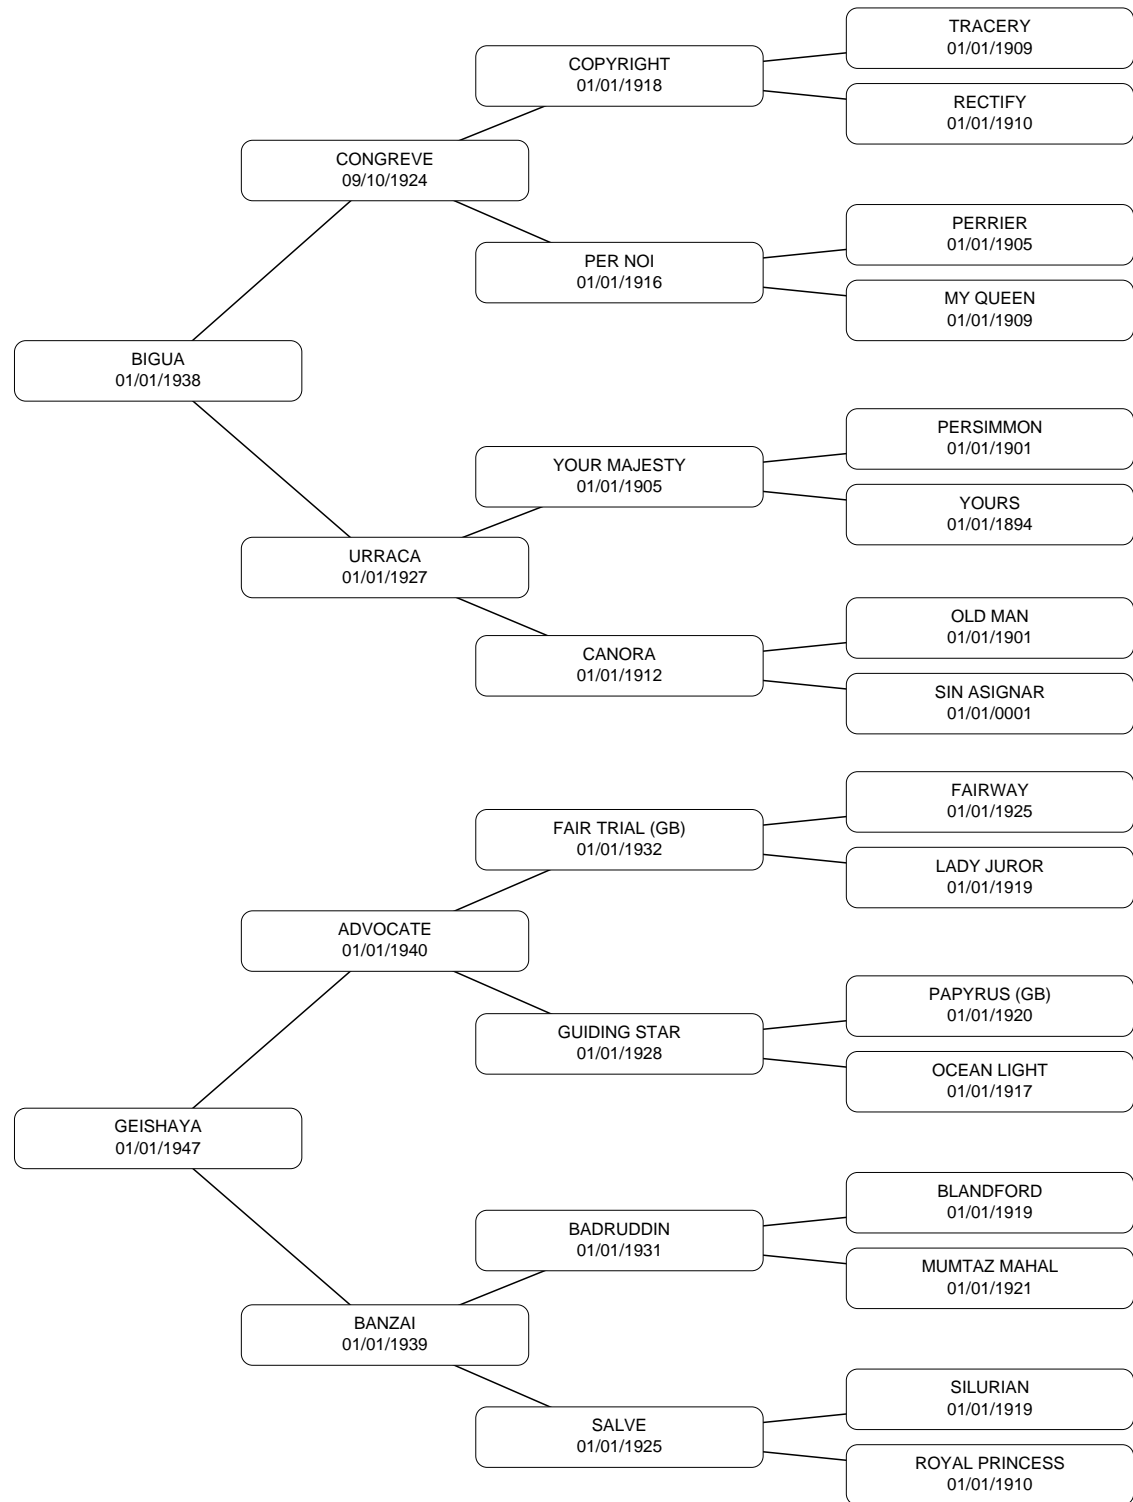 TRACERY
01/01/1909
COPYRIGHT
01/01/1918
RECTIFY
01/01/1910
CONGREVE
09/10/1924
PERRIER
01/01/1905
PER NOI
01/01/1916
MY QUEEN
01/01/1909
BIGUA
01/01/1938
PERSIMMON
01/01/1901
YOUR MAJESTY
01/01/1905
YOURS
01/01/1894
URRACA
01/01/1927
OLD MAN
01/01/1901
CANORA
01/01/1912
SIN ASIGNAR
01/01/0001
FAIRWAY
01/01/1925
FAIR TRIAL (GB)
01/01/1932
LADY JUROR
01/01/1919
ADVOCATE
01/01/1940
PAPYRUS (GB)
01/01/1920
GUIDING STAR
01/01/1928
OCEAN LIGHT
01/01/1917
GEISHAYA
01/01/1947
BLANDFORD
01/01/1919
BADRUDDIN
01/01/1931
MUMTAZ MAHAL
01/01/1921
BANZAI
01/01/1939
SILURIAN
01/01/1919
SALVE
01/01/1925
ROYAL PRINCESS
01/01/1910